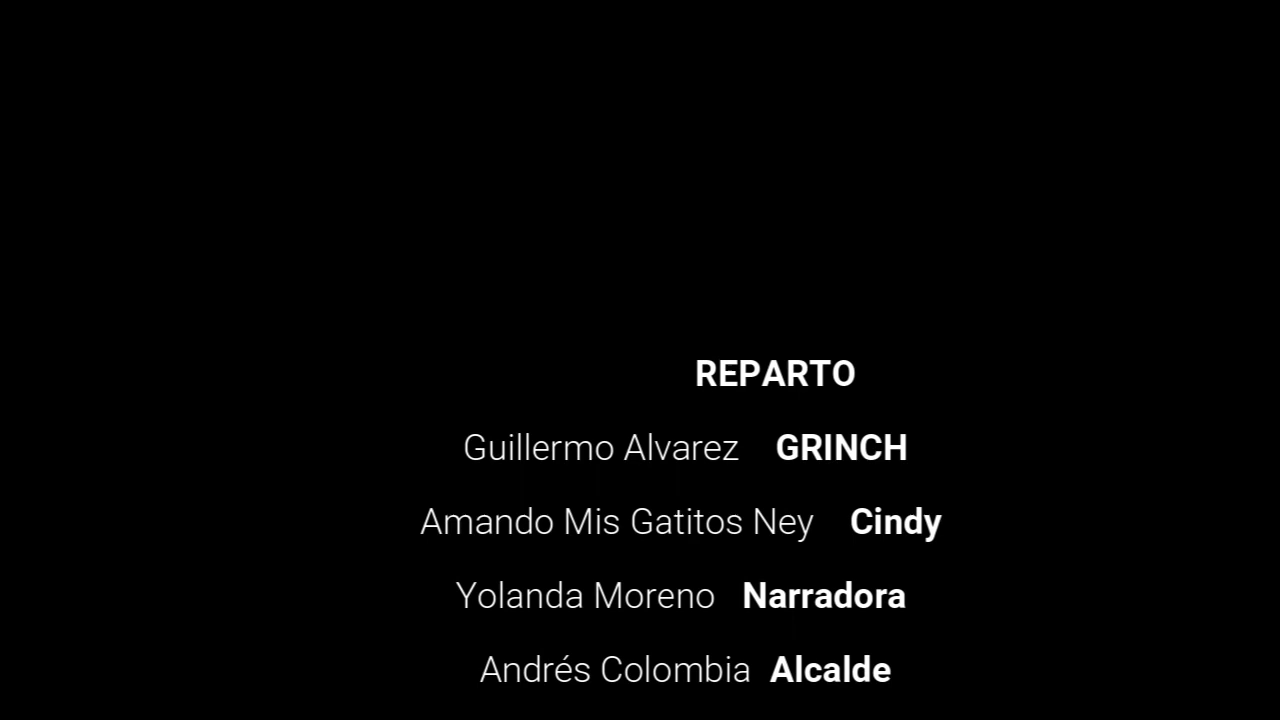 REPARTO
Guillermo Alvarez GRINCH
Amando Mis Gatitos Ney Cindy
Yolanda Moreno Narradora
Andrés Colombia Alcalde